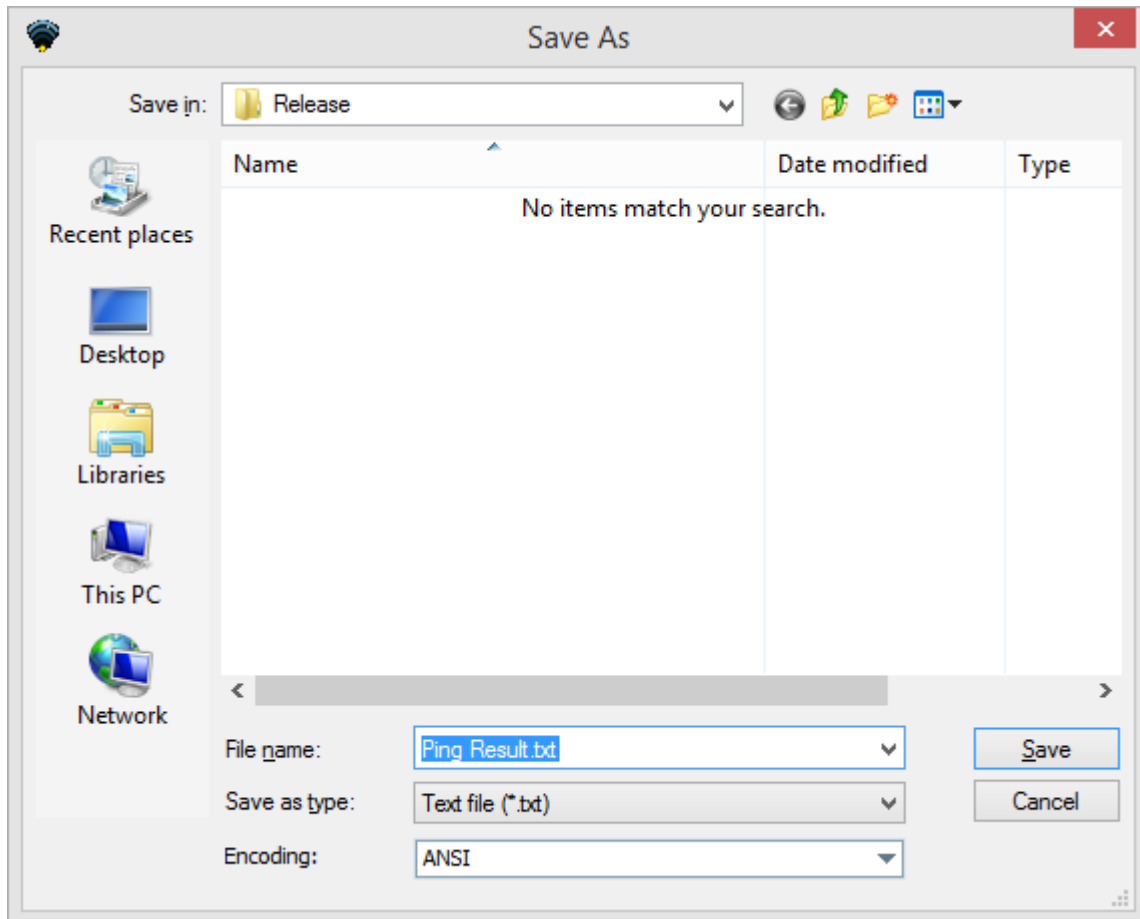 Save As
Save in: Release
Name Date modified Type
No items match your search.
Recent places
Desktop
Libraries
This PC
Network
File name: Ping Result.txt Save
Save as type: Text file (*.txt) Cancel
Encoding: ANSI